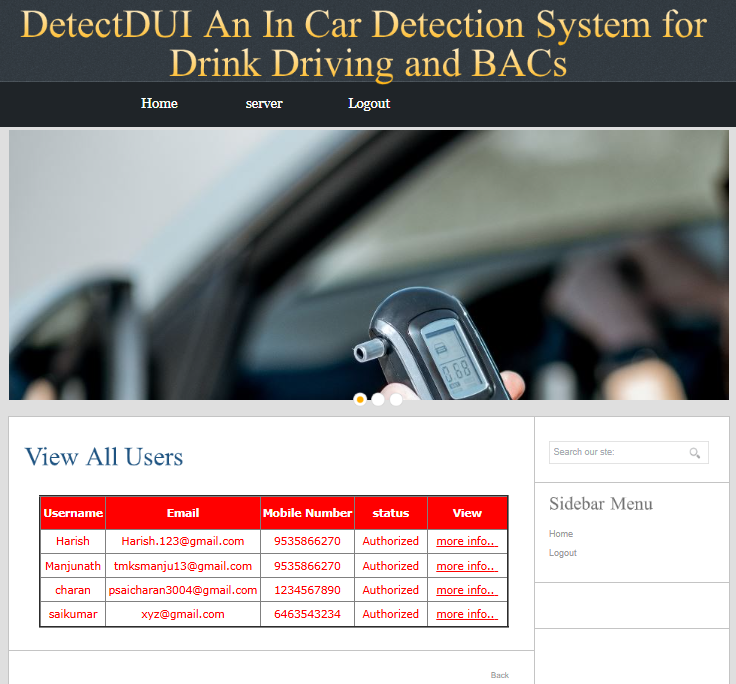 DetectDUI An In Car Detection System for
Drink Driving and BACs
Home server Logout
0.68
View All Users
Username Email Mobile Number status View
Harish Harish.123@gmail.com 9535866270 Authorized more info..
Manjunath tmksmanju13@gmail.com 9535866270 Authorized more info..
charan psaicharan3004@gmail.com 1234567890 Authorized more info..
saikumar xyz@gmail.com 6463543234 Authorized more info..
Back
Search our ste:
Sidebar Menu
Home
Logout